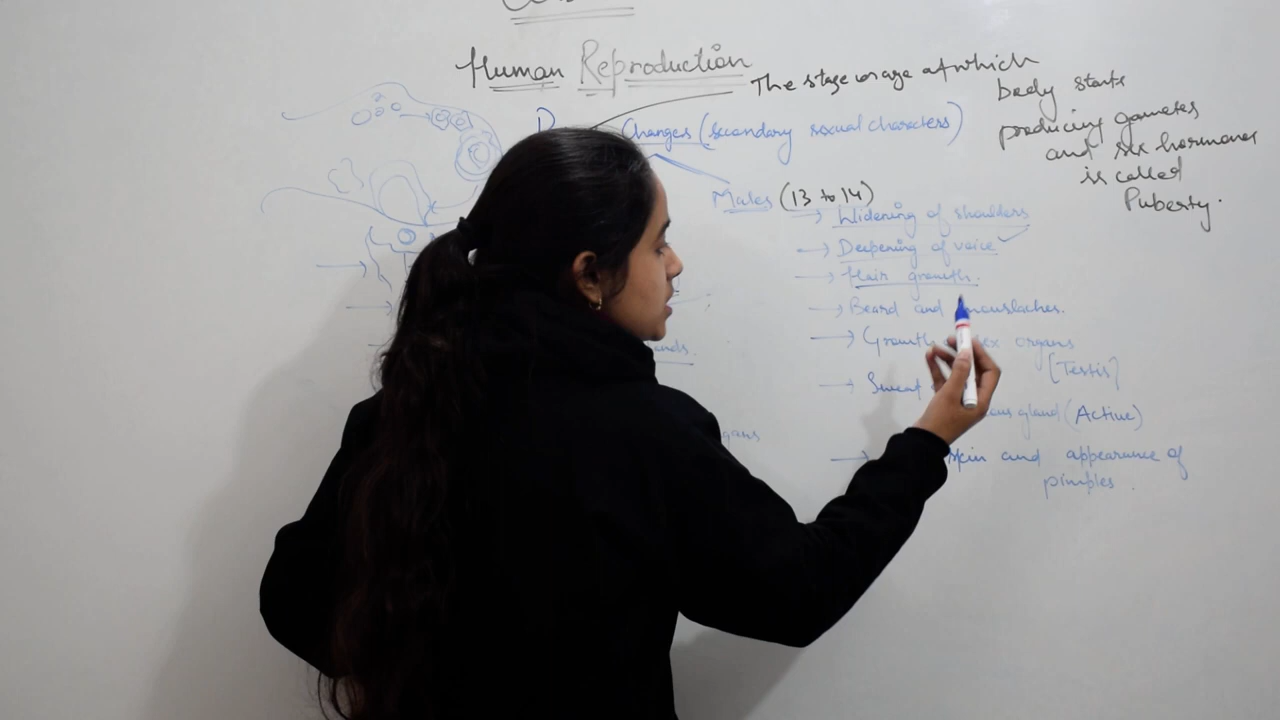 Human Reproduction
The stage or age at which
body starts
producing gametes
and sex hormones
is called
Puberty.
Changes (secondary sexual characters)
Males (13 to 14)
→ Widening of shoulders
→ Deepening of voice ✓
→ Hair growth.
→ Beard and moustaches.
→ Growth organs
[Testis]
→ Sweat
gland (Active)
→ skin and appearance of
pimples.